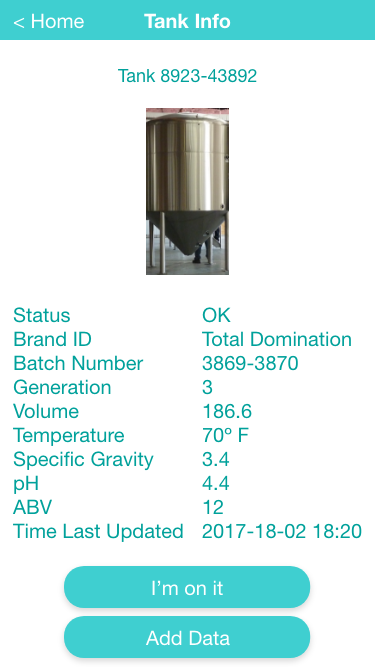 < Home Tank Info
Tank 8923-43892
Status OK
Brand ID Total Domination
Batch Number 3869-3870
Generation 3
Volume 186.6
Temperature 70º F
Specific Gravity 3.4
pH 4.4
ABV 12
Time Last Updated 2017-18-02 18:20
I’m on it
Add Data